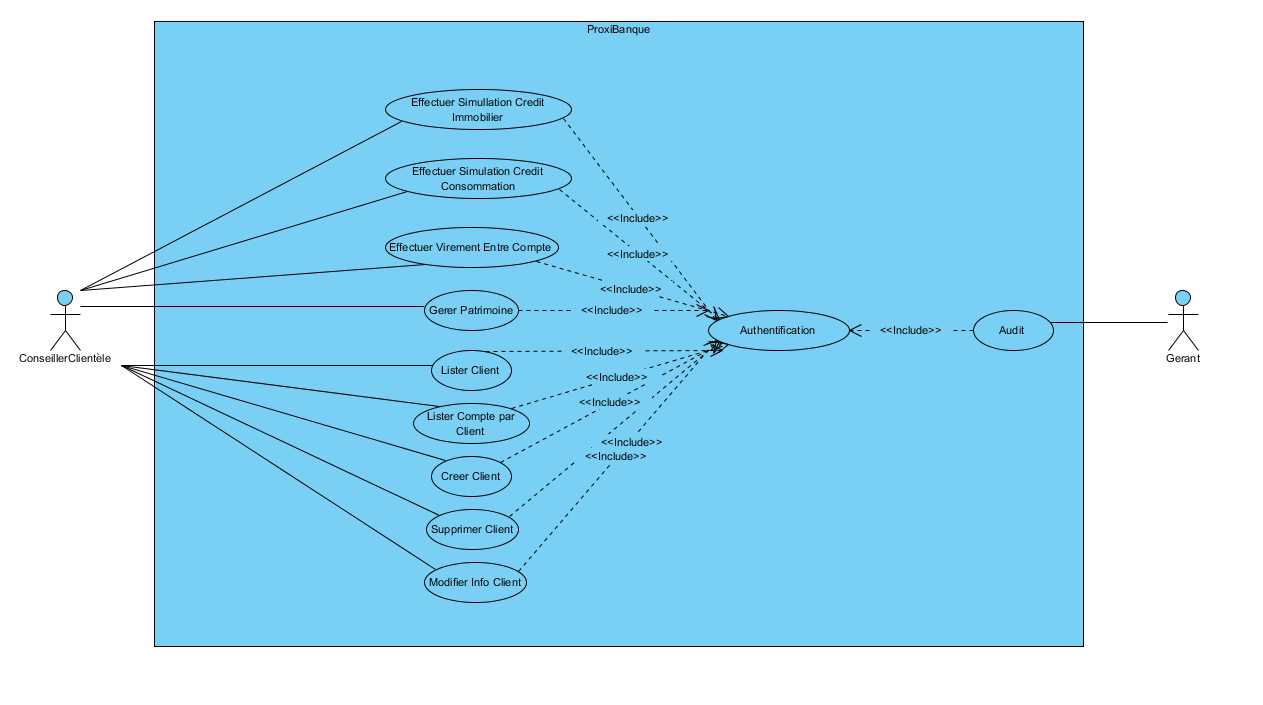 ProxiBanque
Effectuer Simullation Credit
Immobilier
Effectuer Simulation Credit
Consommation
<<Include>>
Effectuer Virement Entre Compte
<<Include>>
<<Include>>
Gerer Patrimoine
<<Include>>
Authentification
<<Include>>
Audit
ConseillerClientèle
Gerant
<<Include>>
Lister Client
<<Include>>
<<Include>>
Lister Compte par
Client
<<Include>>
<<Include>>
Creer Client
Supprimer Client
Modifier Info Client